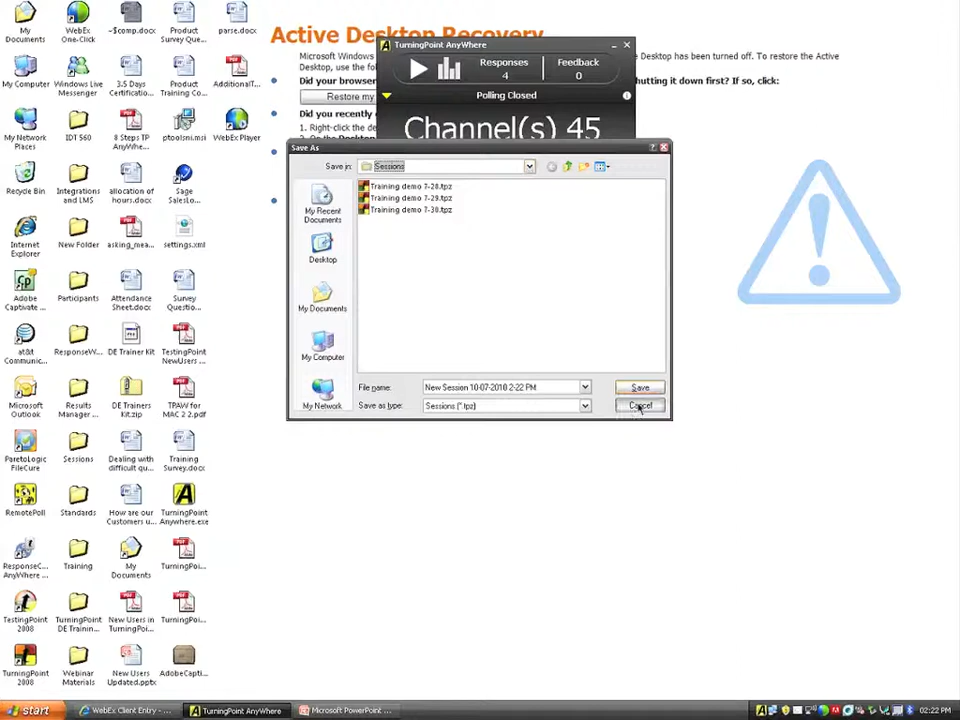 My Documents
WebEx One-Click
~$comp.docx
Product Survey Que...
parse.docx
My Computer
Windows Live Messenger
3.5 Days Certificatio...
Product Training Co...
AdditionalT...
My Network Places
IDT 560
8 Steps TP AnyWhe...
ptoolsni.msi
WebEx Player
Recycle Bin
Integrations and LMS
allocation of hours.docx
Sage SalesLo...
Internet Explorer
New Folder
asking_mea...
settings.xml
Adobe Captivate ...
Participants
Attendance Sheet.docx
Survey Questio...
at&t Communic...
ResponseW...
DE Trainer Kit
TestingPoint NewUsers ...
Microsoft Outlook
Results Manager ...
DE Trainers Kit.zip
TPAW for MAC 2 2.pdf
ParetoLogic FileCure
Sessions
Dealing with difficult qu...
Training Survey.docx
RemotePoll
Standards
How are our Customers u...
TurningPoint Anywhere.exe
ResponseC... AnyWhere ...
Training
My Documents
TurningPoi...
TestingPoint 2008
TurningPoint DE Trainin...
New Users in TurningPoi...
TurningPoi...
TurningPoint 2008
Webinar Materials
New Users Updated.pptx
AdobeCapti...
Active Desktop Recovery
Microsoft Windows
Desktop has been turned off. To restore the Active
Desktop, use the fol
Did your browser
hutting it down first? If so, click:
Restore my
Did you recently
1. Right-click the de
TurningPoint AnyWhere
Responses
4
Feedback
0
Polling Closed
Channel(s) 45
Save As
Save in:
Sessions
Training demo 7-28.tpz
Training demo 7-29.tpz
Training demo 7-30.tpz
My Recent Documents
Desktop
My Documents
My Computer
My Network
File name:
New Session 10-07-2010 2-22 PM
Save
Save as type:
Sessions (*.tpz)
Cancel
start
WebEx Client Entry - ...
TurningPoint AnyWhere
Microsoft PowerPoint ...
02:22 PM